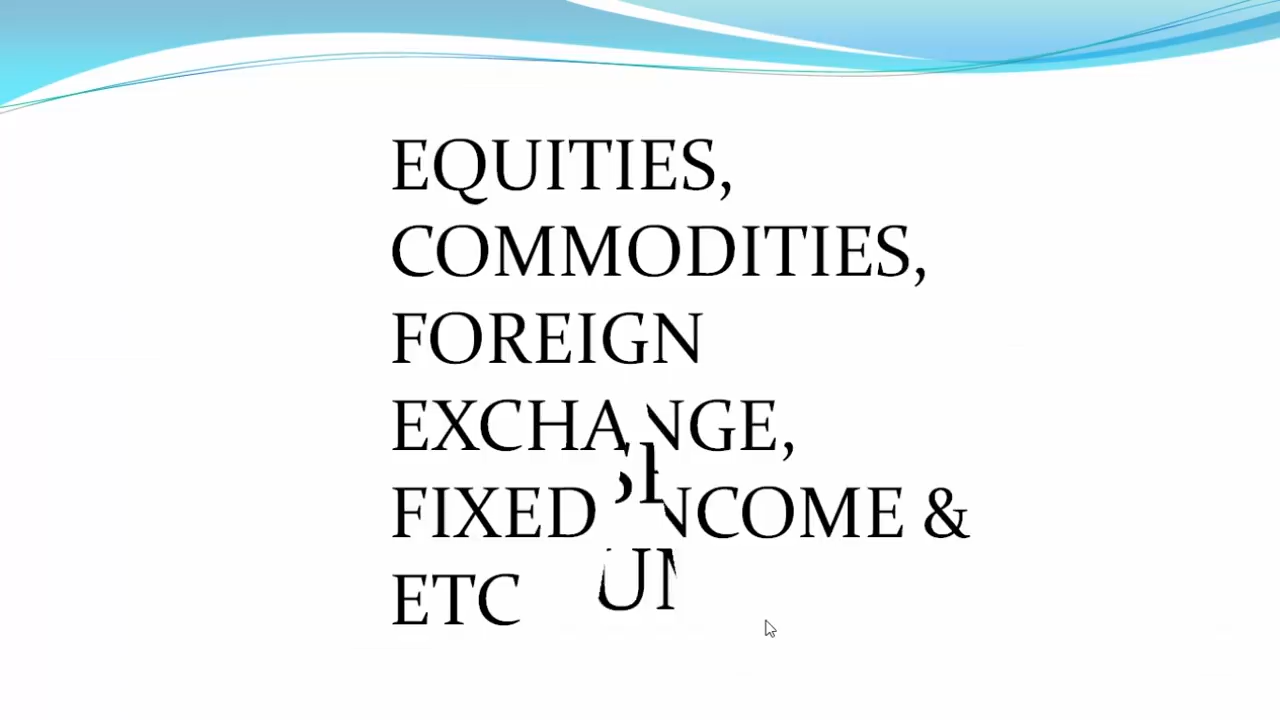 EQUITIES,
COMMODITIES,
FOREIGN
EXCHANGE,
FIXED INCOME &
ETC